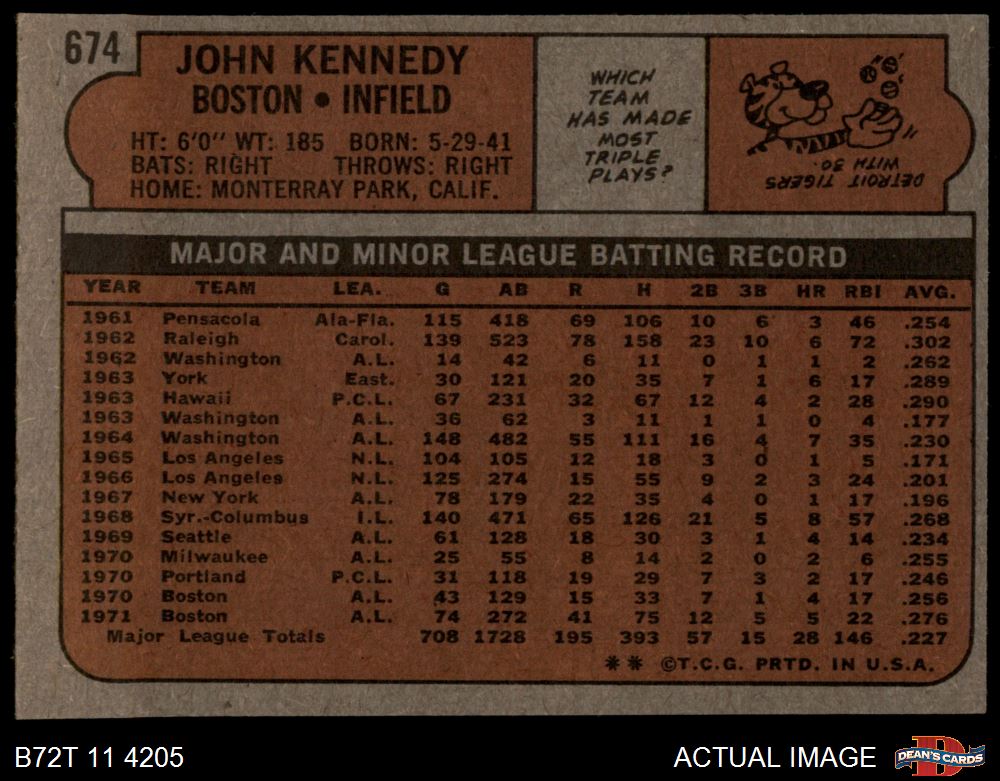 674
JOHN KENNEDY
BOSTON • INFIELD
HT: 6'0" WT: 185 BORN: 5-29-41
BATS: RIGHT THROWS: RIGHT
HOME: MONTERRAY PARK, CALIF.
WHICH
TEAM
HAS MADE
MOST
TRIPLE
PLAYS?
DETROIT TIGERS
WITH 30.
MAJOR AND MINOR LEAGUE BATTING RECORD
YEAR TEAM LEA. G AB R H 2B 3B HR RBI AVG.
1961 Pensacola Ala-Fla. 115 418 69 106 10 6 3 46 .254
1962 Raleigh Carol. 139 523 78 158 23 10 6 72 .302
1962 Washington A.L. 14 42 6 11 0 1 1 2 .262
1963 York East. 30 121 20 35 7 1 6 17 .289
1963 Hawaii P.C.L. 67 231 32 67 12 4 2 28 .290
1963 Washington A.L. 36 62 3 11 1 1 0 4 .177
1964 Washington A.L. 148 482 55 111 16 4 7 35 .230
1965 Los Angeles N.L. 104 105 12 18 3 0 1 5 .171
1966 Los Angeles N.L. 125 274 15 55 9 2 3 24 .201
1967 New York A.L. 78 179 22 35 4 0 1 17 .196
1968 Syr.-Columbus I.L. 140 471 65 126 21 5 8 57 .268
1969 Seattle A.L. 61 128 18 30 3 1 4 14 .234
1970 Milwaukee A.L. 25 55 8 14 2 0 2 6 .255
1970 Portland P.C.L. 31 118 19 29 7 3 2 17 .246
1970 Boston A.L. 43 129 15 33 7 1 4 17 .256
1971 Boston A.L. 74 272 41 75 12 5 5 22 .276
Major League Totals 708 1728 195 393 57 15 28 146 .227
** ©T.C.G. PRTD. IN U.S.A.
B72T 11 4205
ACTUAL IMAGE
D
DEAN'S CARDS